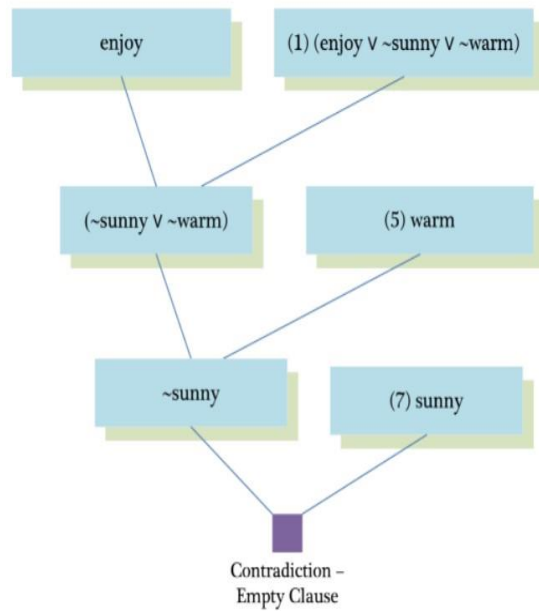 enjoy
(1) (enjoy ∨ ~sunny ∨ ~warm)
(~sunny ∨ ~warm)
(5) warm
~sunny
(7) sunny
Contradiction –
Empty Clause